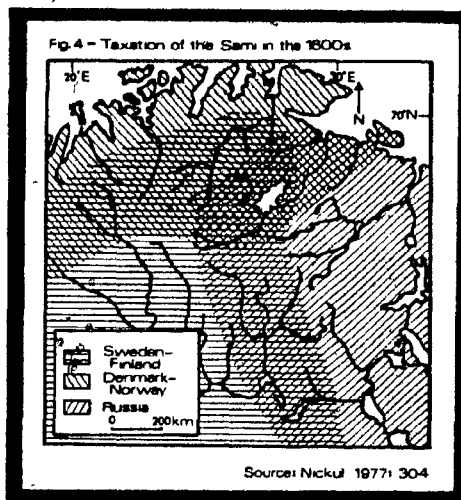 Fig. 4 – Taxation of the Sami in the 1600s
20°E
30°E
N
70°N
Sweden-
Finland
Denmark-
Norway
Russia
0 200km
Source: Nickul 1977: 304